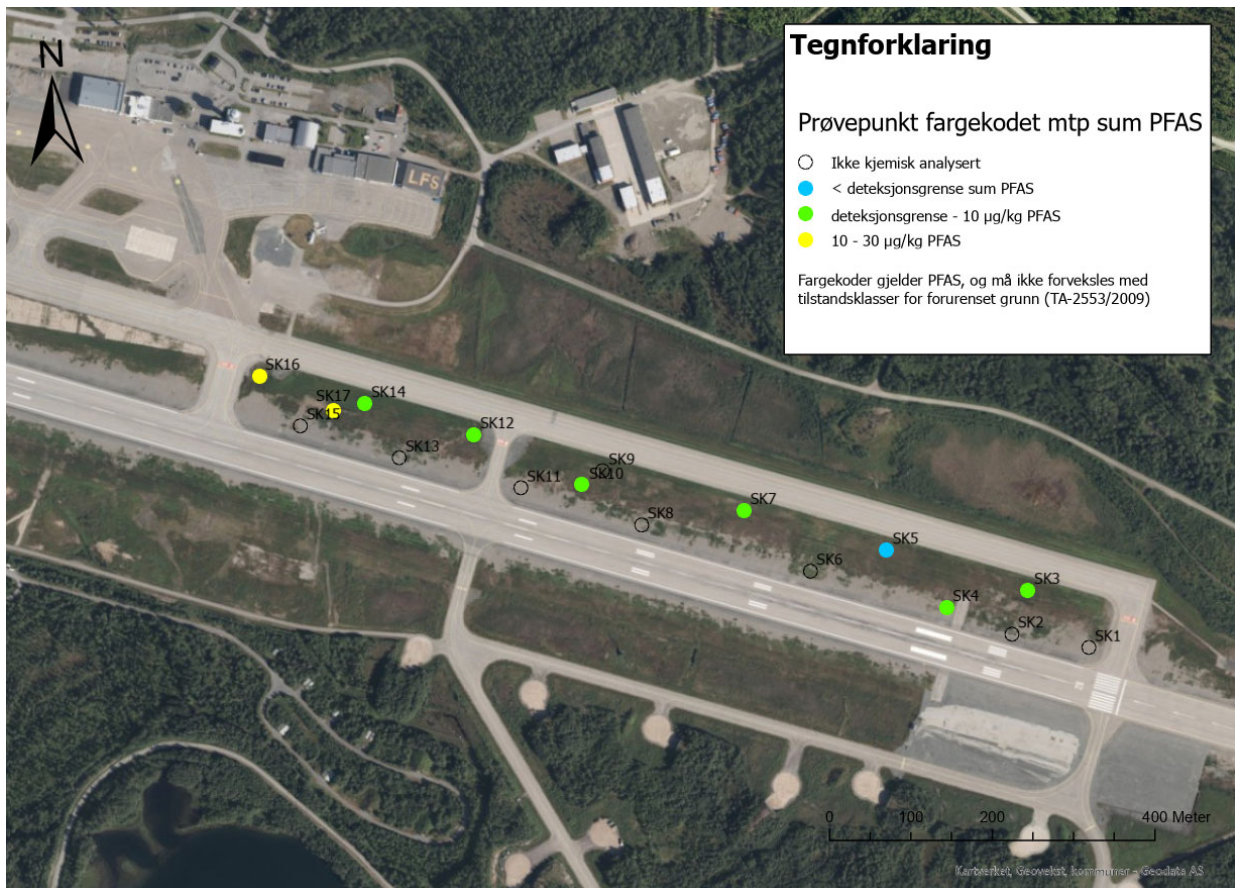 Tegnforklaring
Prøvepunkt fargekodet mtp sum PFAS
Ikke kjemisk analysert
< deteksjonsgrense sum PFAS
deteksjonsgrense - 10 µg/kg PFAS
10 - 30 µg/kg PFAS
Fargekoder gjelder PFAS, og må ikke forveksles med
tilstandsklasser for forurenset grunn (TA-2553/2009)
N
LFS
SK16
SK17
SK14
SK15
SK12
SK13
SK9
SK11
SK10
SK7
SK8
SK5
SK6
SK3
SK4
SK2
SK1
0 100 200 400 Meter
Kartverket, Geovekst, kommuner - Geodata AS